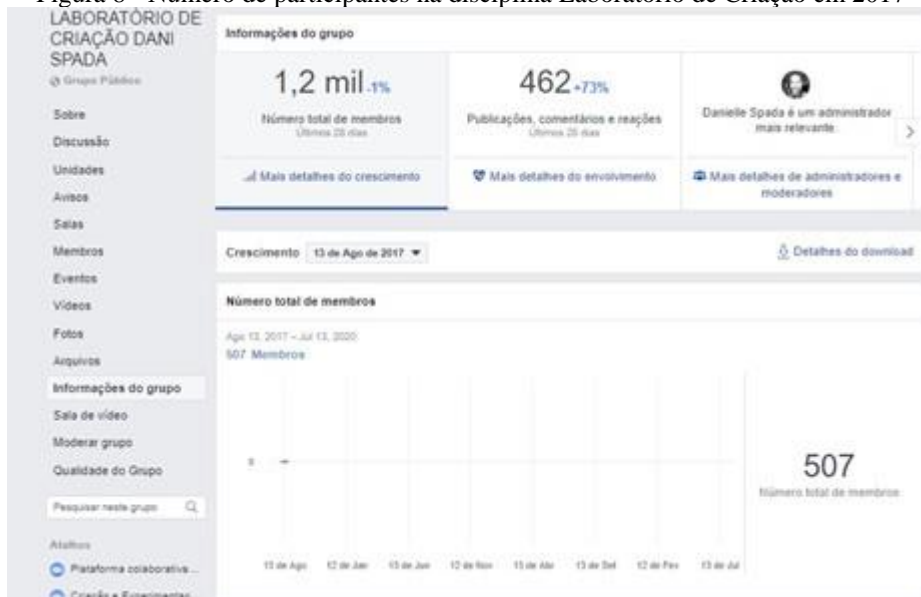 Figura 8 - Número de participantes na disciplina Laboratório de Criação em 2017
LABORATÓRIO DE
CRIAÇÃO DANI
SPADA
Grupo Público
Sobre
Discussão
Unidades
Avisos
Salas
Membros
Eventos
Vídeos
Fotos
Arquivos
Informações do grupo
Sala de vídeo
Moderar grupo
Qualidade do Grupo
Pesquisar neste grupo
Atalhos
Plataforma colaborativa...
Criação e Experimentaç...
Informações do grupo
1,2 mil -1%
Número total de membros
Últimos 28 dias
Mais detalhes do crescimento
462 +73%
Publicações, comentários e reações
Últimos 28 dias
Mais detalhes do envolvimento
Danielle Spada é um administrador
mais relevante.
Mais detalhes de administradores e
moderadores
Crescimento 13 de Ago de 2017
Detalhes do download
Número total de membros
Ago 13, 2017 – Jul 13, 2020
507 Membros
507
Número total de membros
13 de Ago 12 de Jan 13 de Jun 12 de Nov 13 de Abr 13 de Set 12 de Fev 13 de Jul